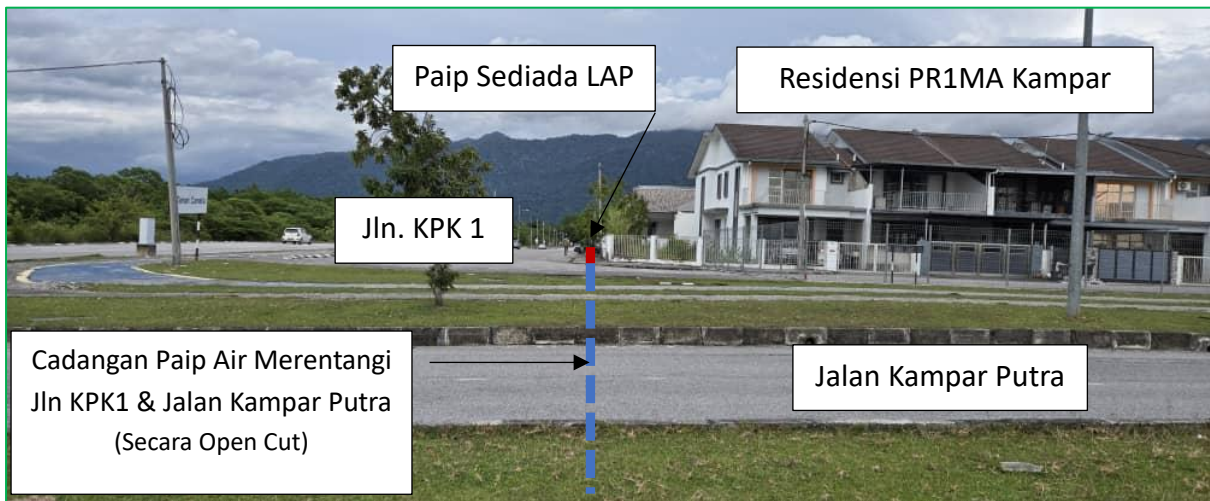 Paip Sediada LAP
Residensi PR1MA Kampar
Jln. KPK 1
Cadangan Paip Air Merentangi
Jln KPK1 & Jalan Kampar Putra
(Secara Open Cut)
Jalan Kampar Putra